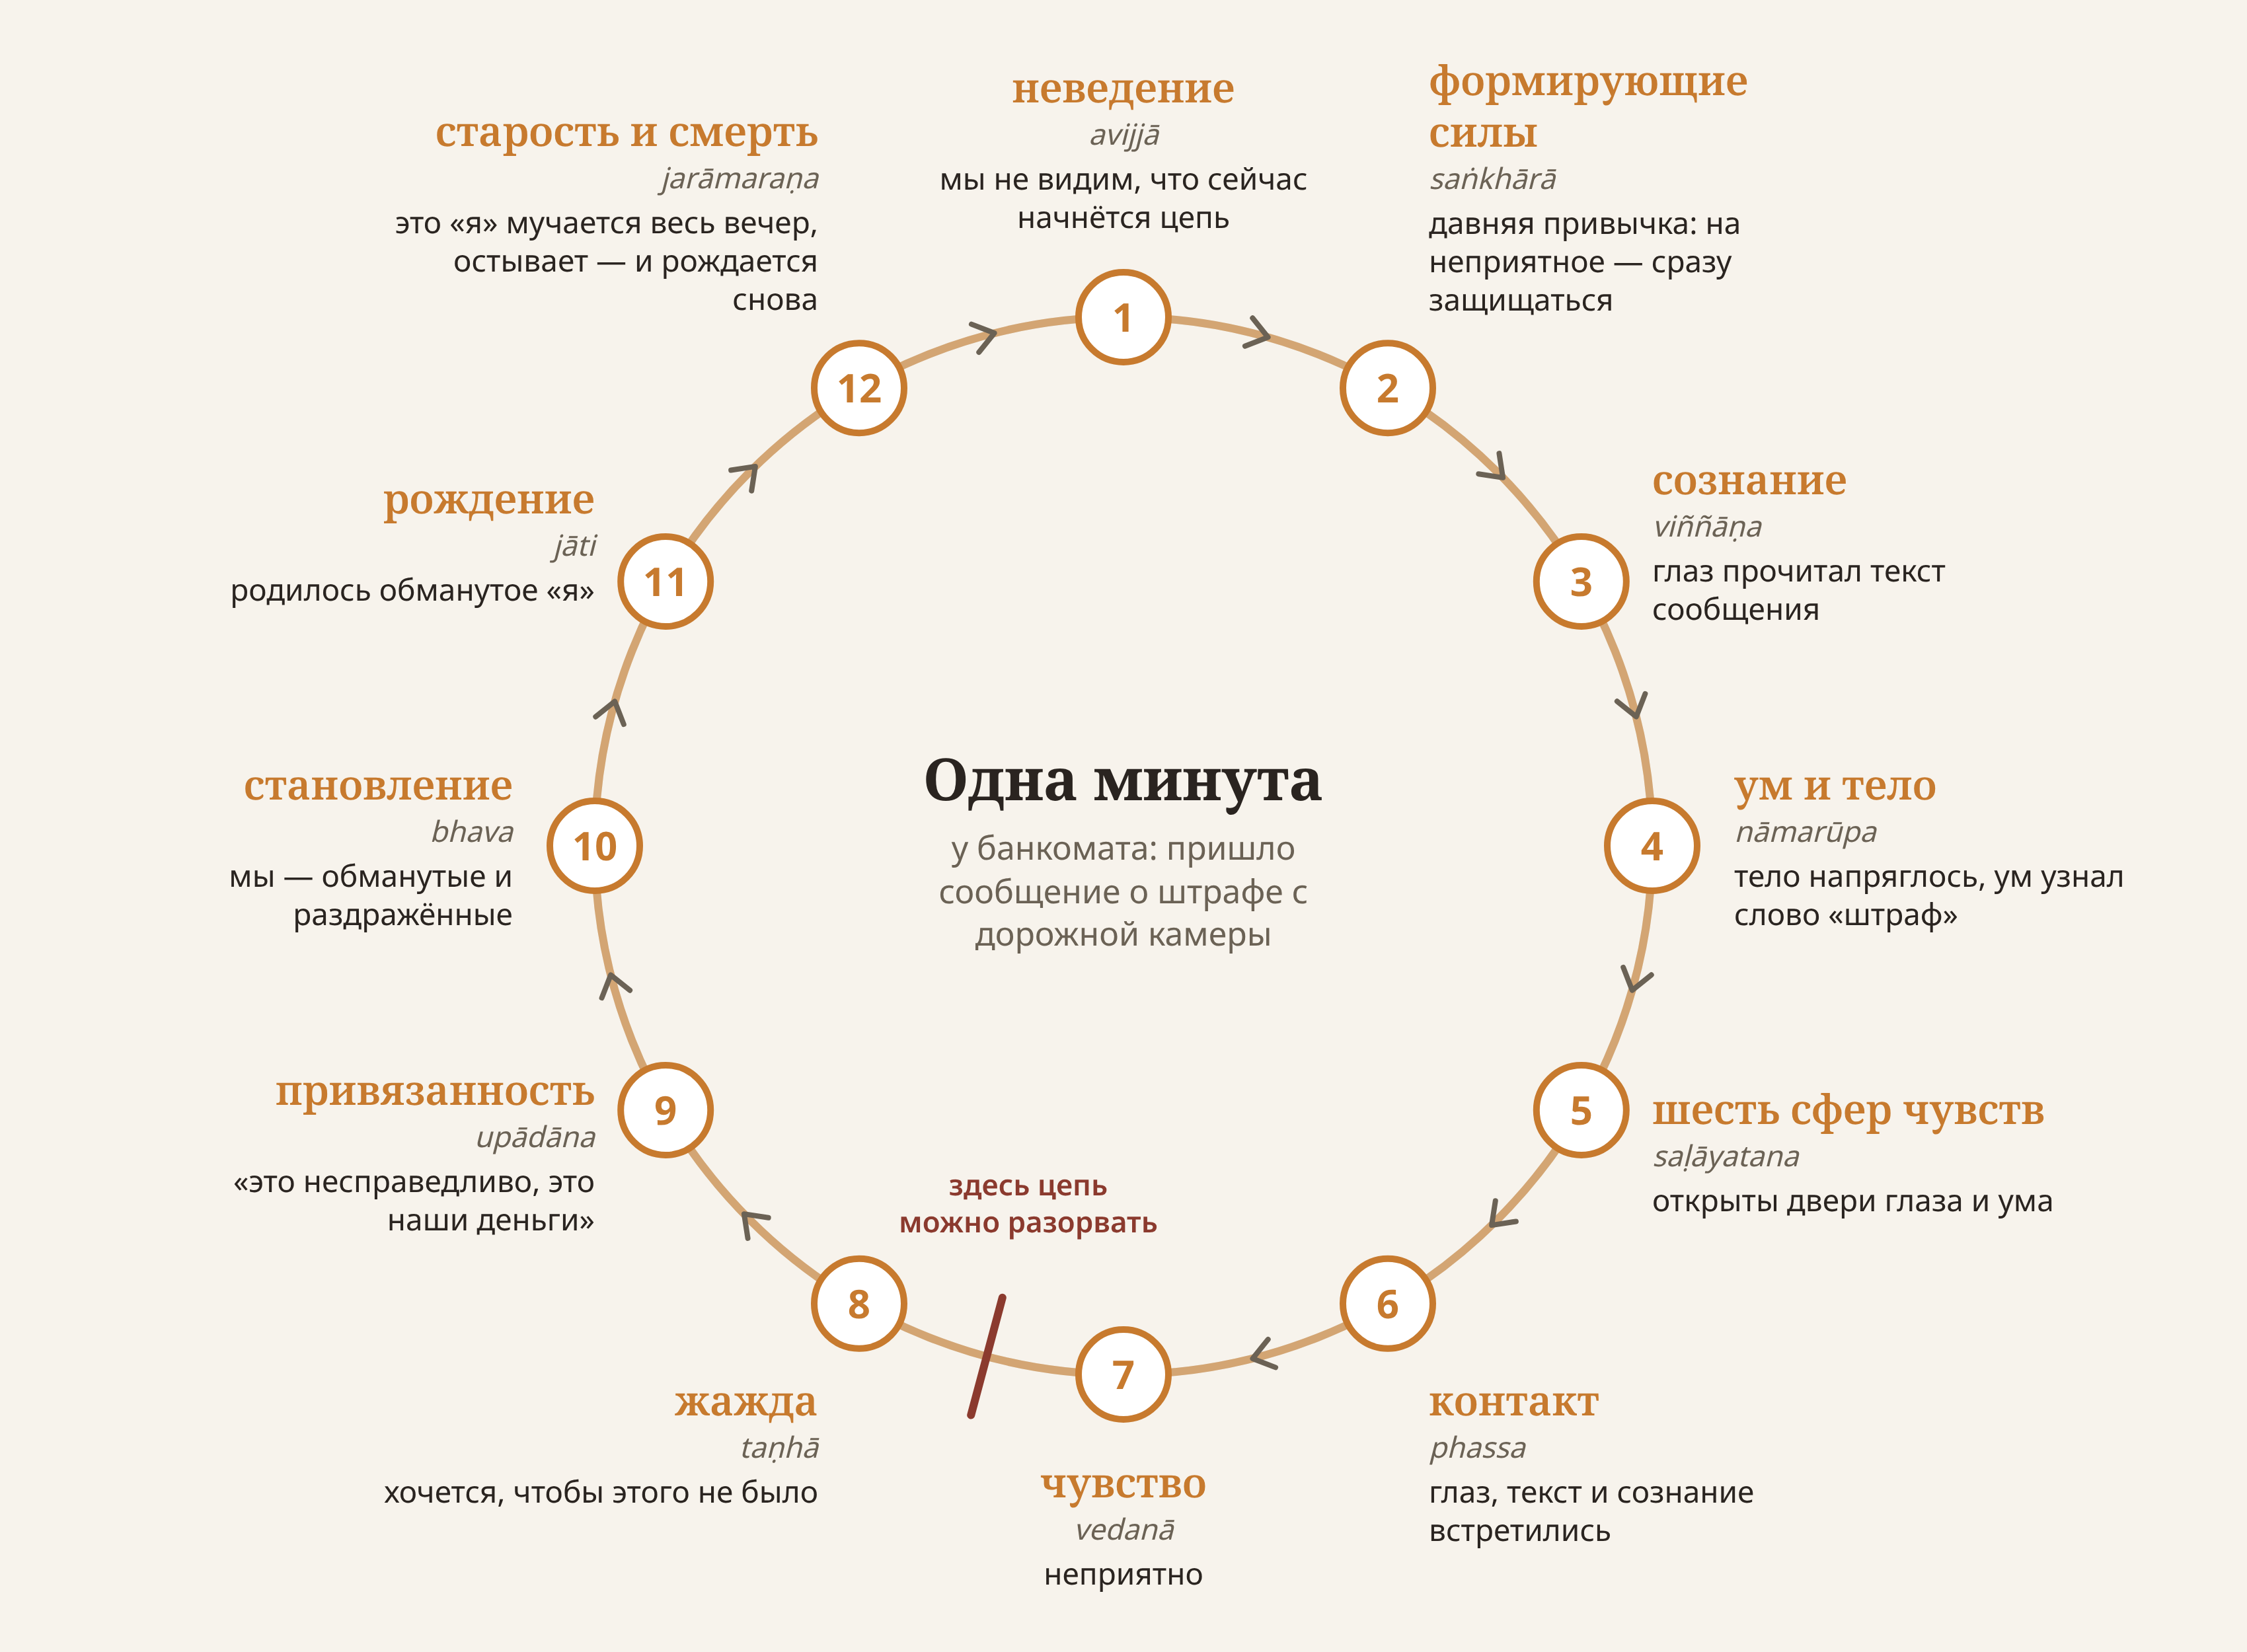 неведение
avijjā
мы не видим, что сейчас
начнётся цепь
1
формирующие
силы
saṅkhārā
давняя привычка: на
неприятное — сразу
защищаться
2
сознание
viññāṇa
глаз прочитал текст
сообщения
3
ум и тело
nāmarūpa
тело напряглось, ум узнал
слово «штраф»
4
шесть сфер чувств
saḷāyatana
открыты двери глаза и ума
5
контакт
phassa
глаз, текст и сознание
встретились
6
чувство
vedanā
неприятно
7
здесь цепь
можно разорвать
жажда
taṇhā
хочется, чтобы этого не было
8
привязанность
upādāna
«это несправедливо, это
наши деньги»
9
становление
bhava
мы — обманутые и
раздражённые
10
рождение
jāti
родилось обманутое «я»
11
старость и смерть
jarāmaraṇa
это «я» мучается весь вечер,
остывает — и рождается
снова
12
Одна минута
у банкомата: пришло
сообщение о штрафе с
дорожной камеры